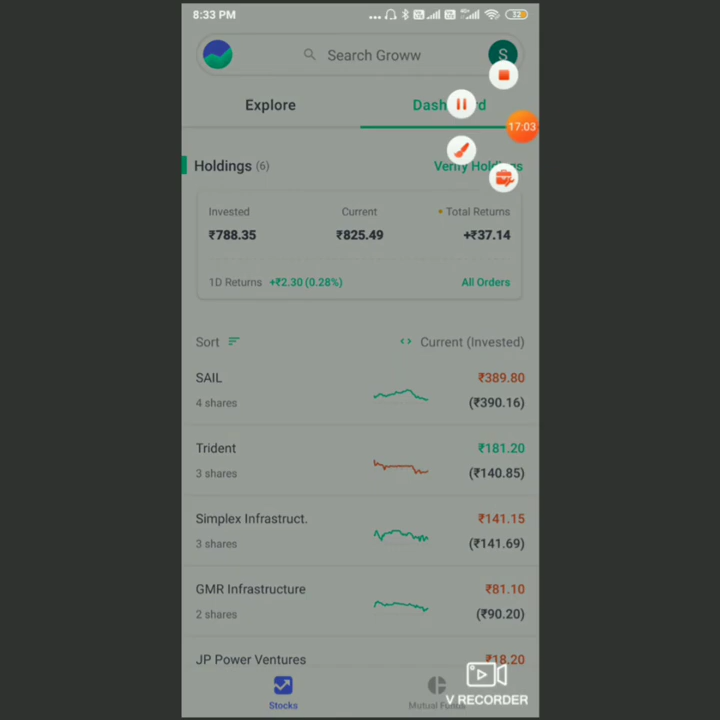 8:33 PM
Search Groww
S
Explore
17:03
Holdings (6)
Invested Current Total Returns
₹788.35 ₹825.49 +₹37.14
1D Returns +₹2.30 (0.28%) All Orders
Sort Current (Invested)
SAIL ₹389.80
4 shares (₹390.16)
Trident ₹181.20
3 shares (₹140.85)
Simplex Infrastruct. ₹141.15
3 shares (₹141.69)
GMR Infrastructure ₹81.10
2 shares (₹90.20)
JP Power Ventures ₹18.20
V RECORDER
Stocks Mutual